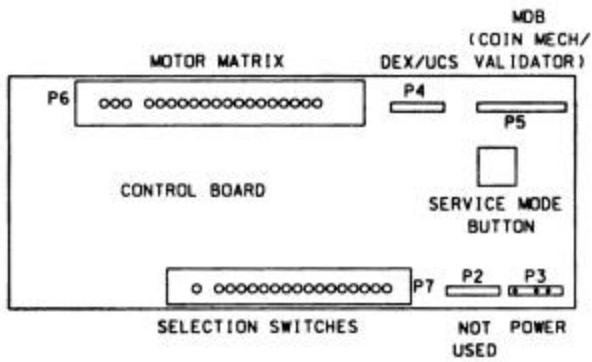 MDB
(COIN MECH/
MOTOR MATRIX DEX/UCS VALIDATOR)
P6 P4
P5
CONTROL BOARD
SERVICE MODE
BUTTON
P7 P2 P3
SELECTION SWITCHES NOT POWER
USED